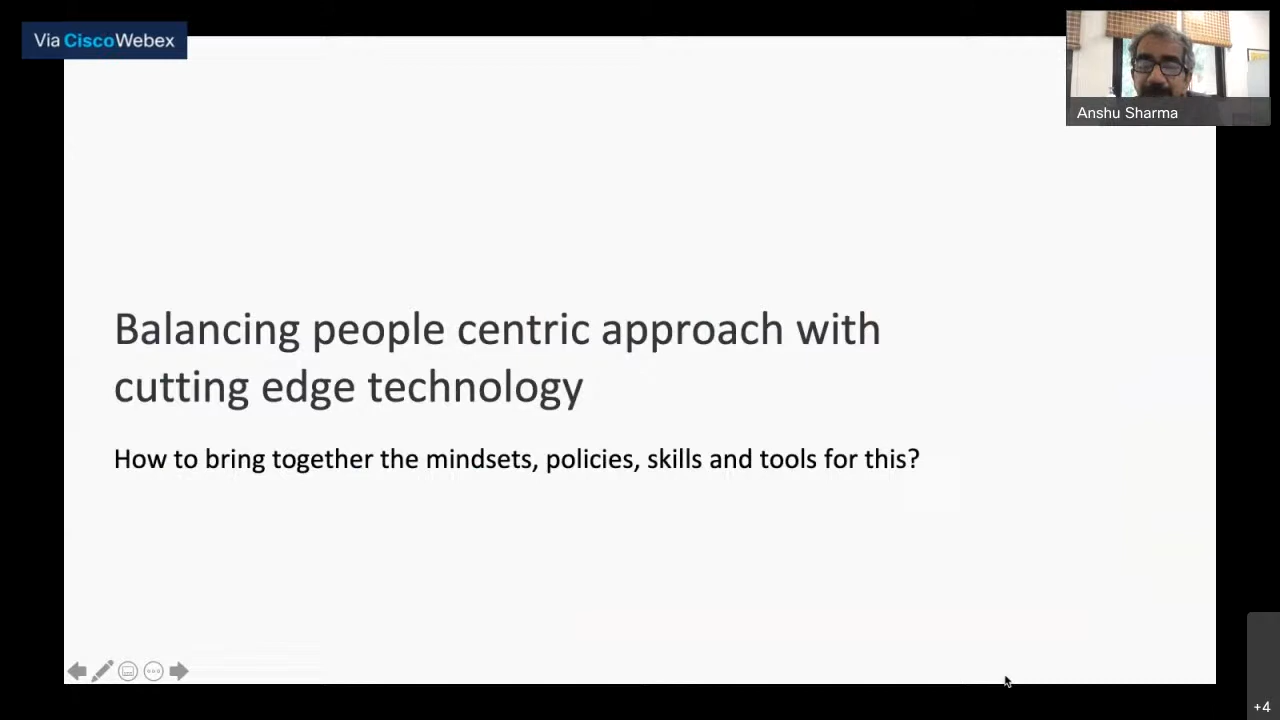 Via CiscoWebex
Anshu Sharma
Balancing people centric approach with
cutting edge technology
How to bring together the mindsets, policies, skills and tools for this?
+4